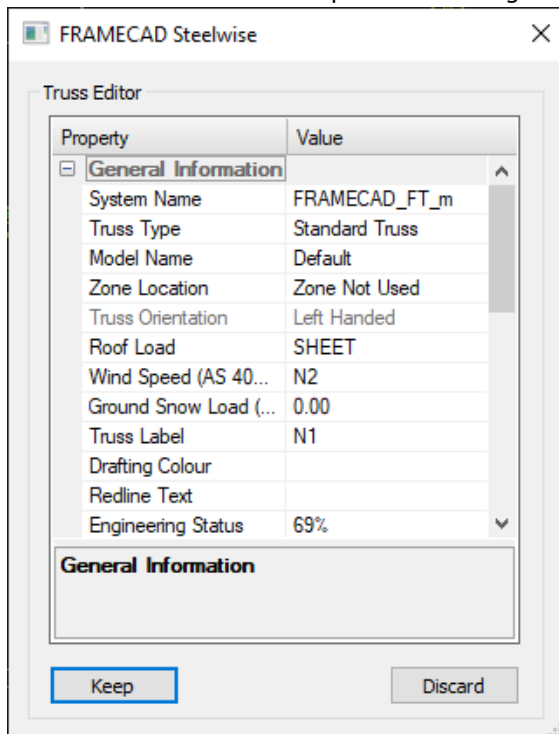 FRAMECAD Steelwise
Truss Editor
Property Value
General Information
System Name FRAMECAD_FT_m
Truss Type Standard Truss
Model Name Default
Zone Location Zone Not Used
Truss Orientation Left Handed
Roof Load SHEET
Wind Speed (AS 40... N2
Ground Snow Load (... 0.00
Truss Label N1
Drafting Colour
Redline Text
Engineering Status 69%
General Information
Keep Discard